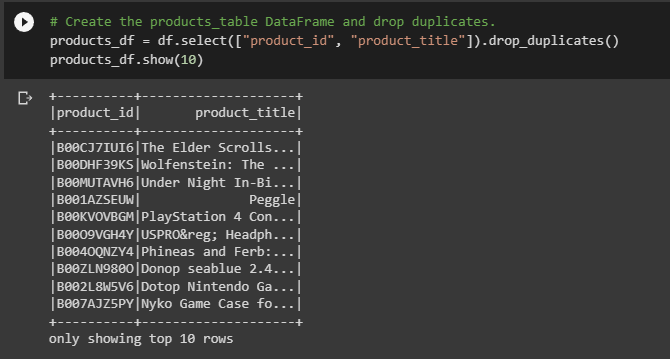 # Create the products_table DataFrame and drop duplicates.
products_df = df.select(["product_id", "product_title"]).drop_duplicates()
products_df.show(10)
+----------+--------------------+
|product_id|       product_title|
+----------+--------------------+
|B00CJ7IUI6|The Elder Scrolls...|
|B00DHF39KS|Wolfenstein: The ...|
|B00MUTAVH6|Under Night In-Bi...|
|B001AZSEUW|              Peggle|
|B00KVOVBGM|PlayStation 4 Con...|
|B0009VGH4Y|USPRO&reg; Headph...|
|B004OQNZY4|Phineas and Ferb:...|
|B00ZLN980O|Donop seablue 2.4...|
|B002L8W5V6|Dotop Nintendo Ga...|
|B007AJZ5PY|Nyko Game Case fo...|
+----------+--------------------+
only showing top 10 rows